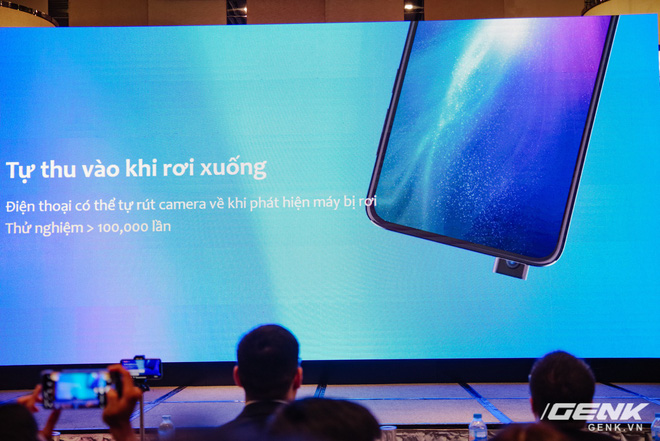 Tự thu vào khi rơi xuống
Điện thoại có thể tự rút camera về khi phát hiện máy bị rơi
Thử nghiệm > 100,000 lần
GENK
GENK.VN